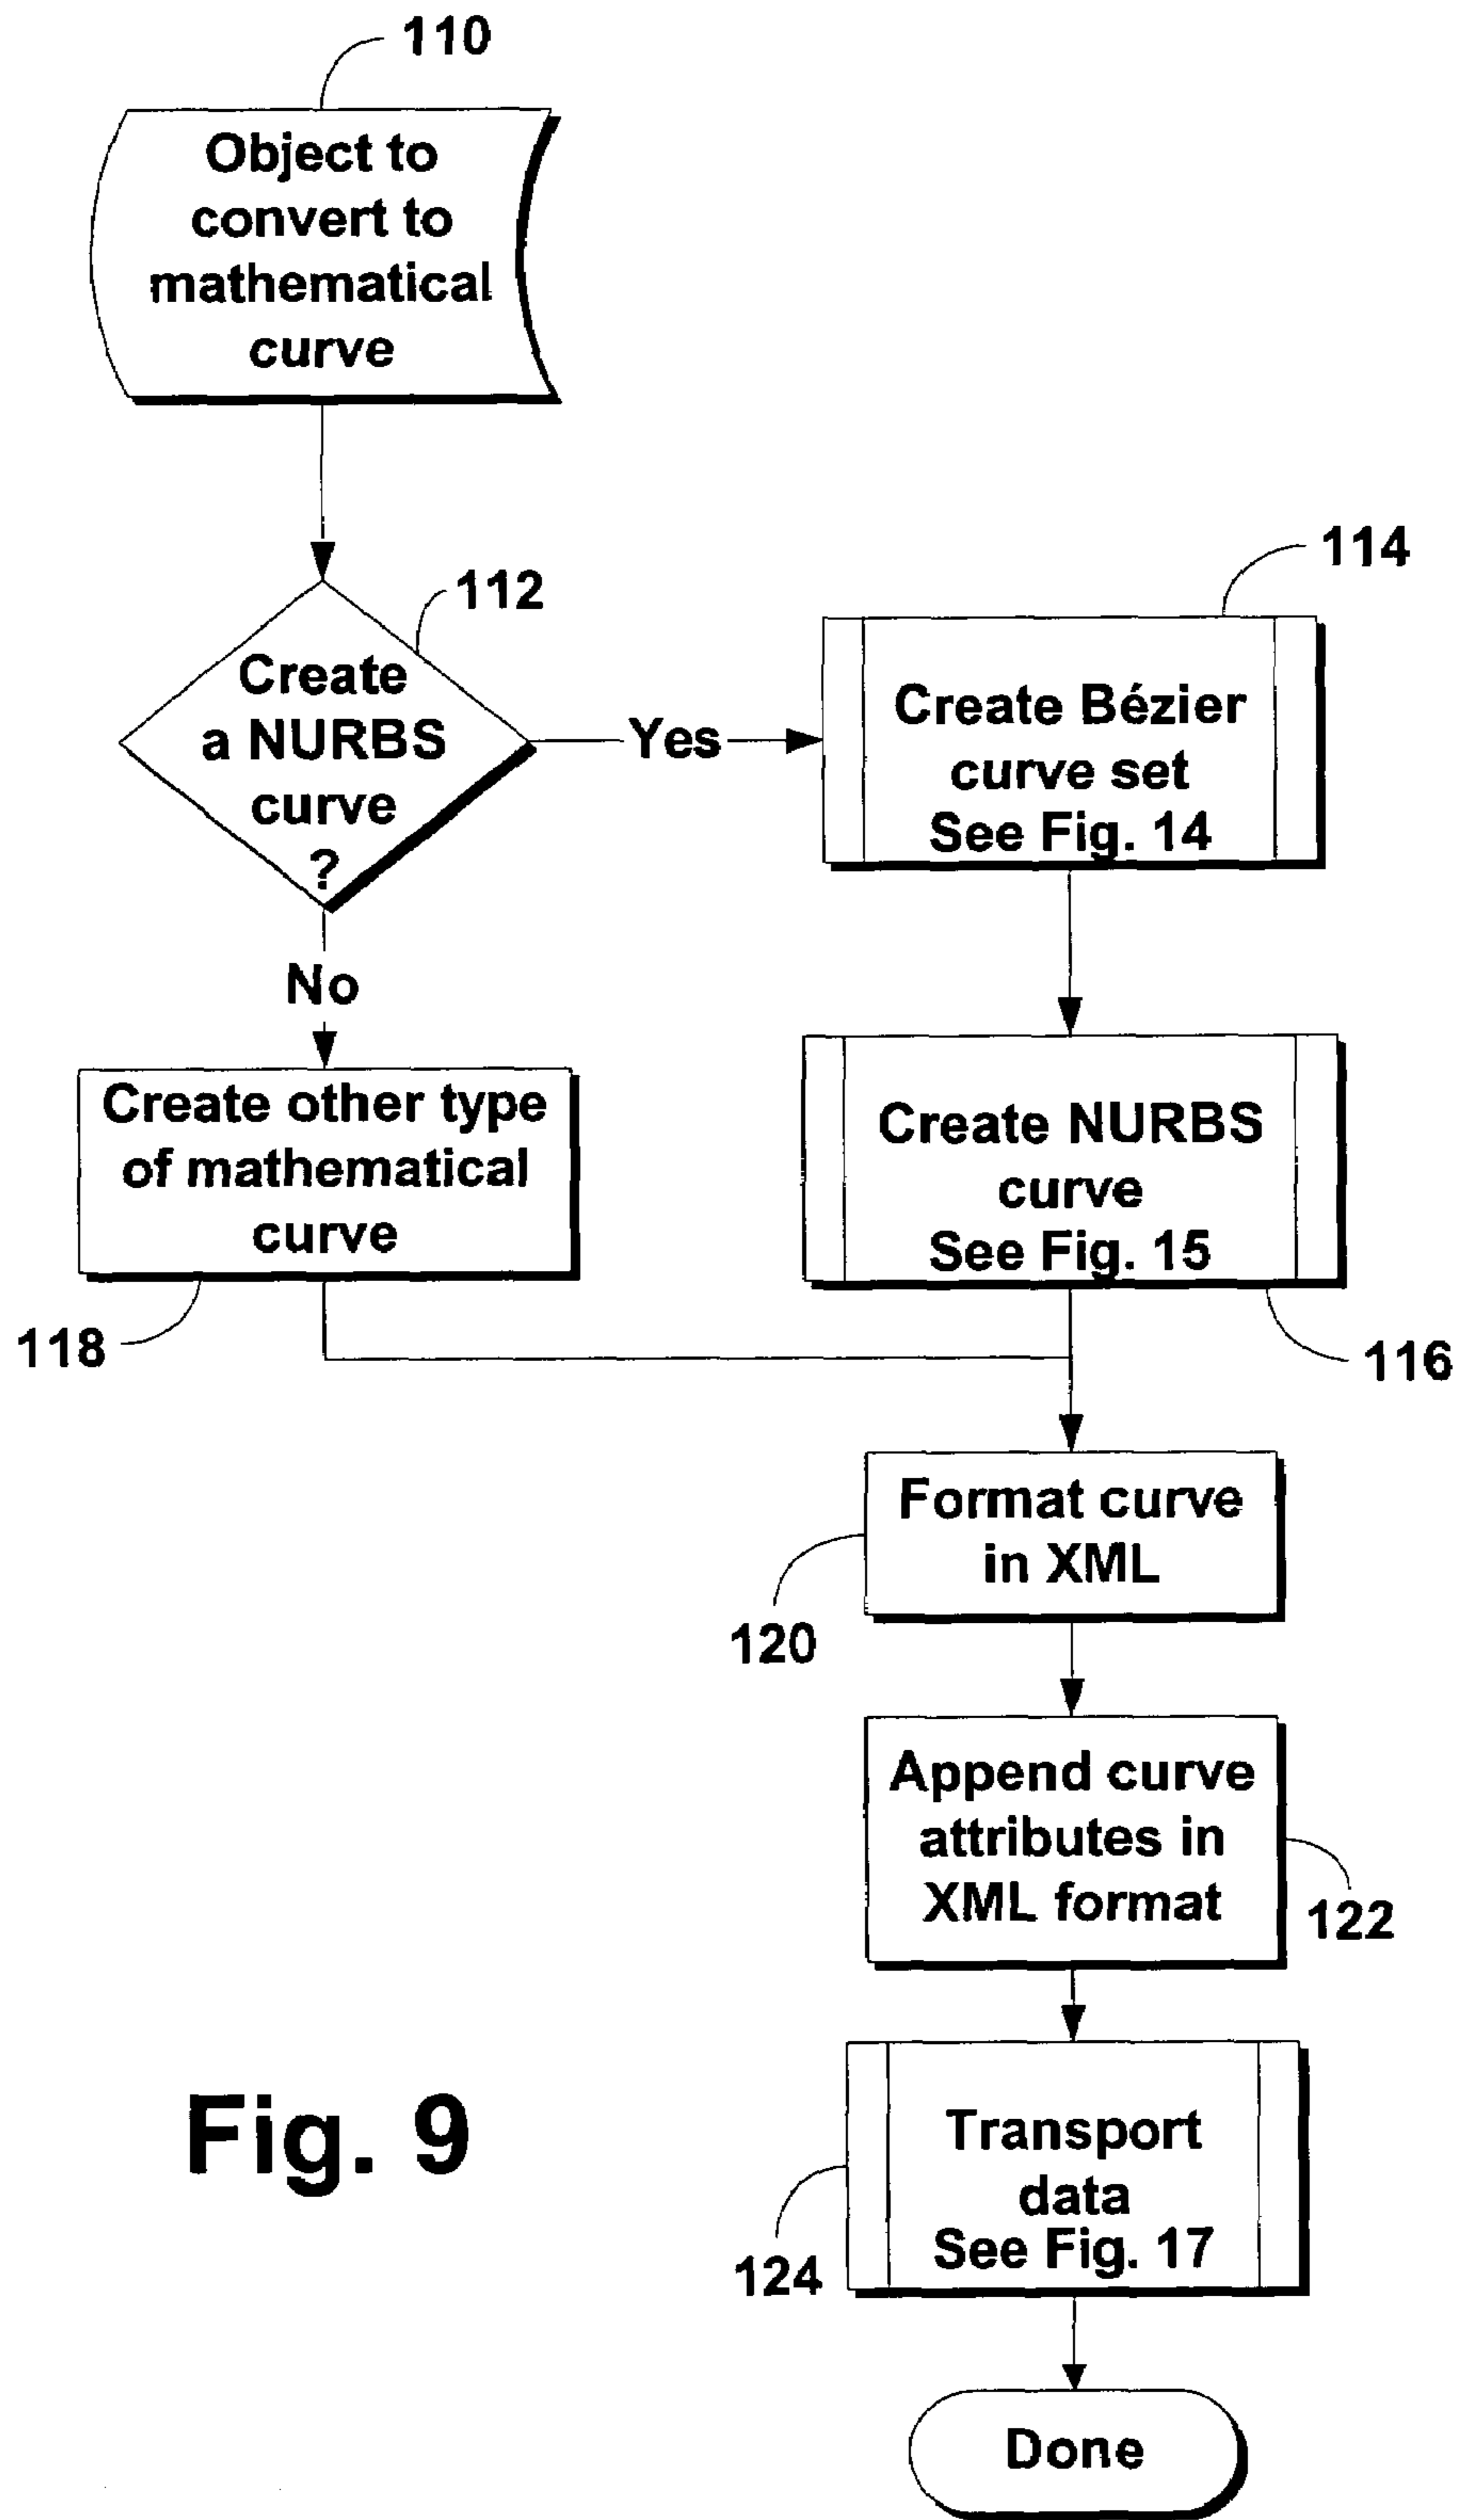 110
Object to
convert to
mathematical
curve
112
Create
a NURBS
curve
?
Yes
114
Create Bézier
curve set
See Fig. 14
No
Create other type
of mathematical
curve
118
Create NURBS
curve
See Fig. 15
116
Format curve
in XML
120
Append curve
attributes in
XML format
122
Transport
data
See Fig. 17
124
Done
Fig. 9